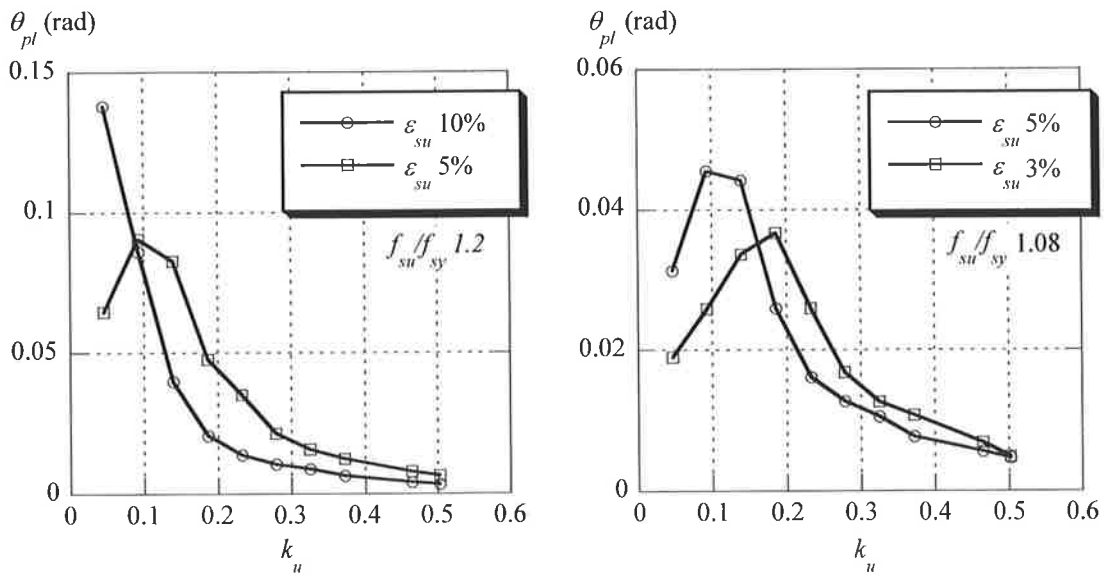 θpl (rad)
0.15
0.1
0.05
0
0 0.1 0.2 0.3 0.4 0.5 0.6
ku
εsu 10%
εsu 5%
fsu/fsy 1.2
θpl (rad)
0.06
0.04
0.02
0
0 0.1 0.2 0.3 0.4 0.5 0.6
ku
εsu 5%
εsu 3%
fsu/fsy 1.08